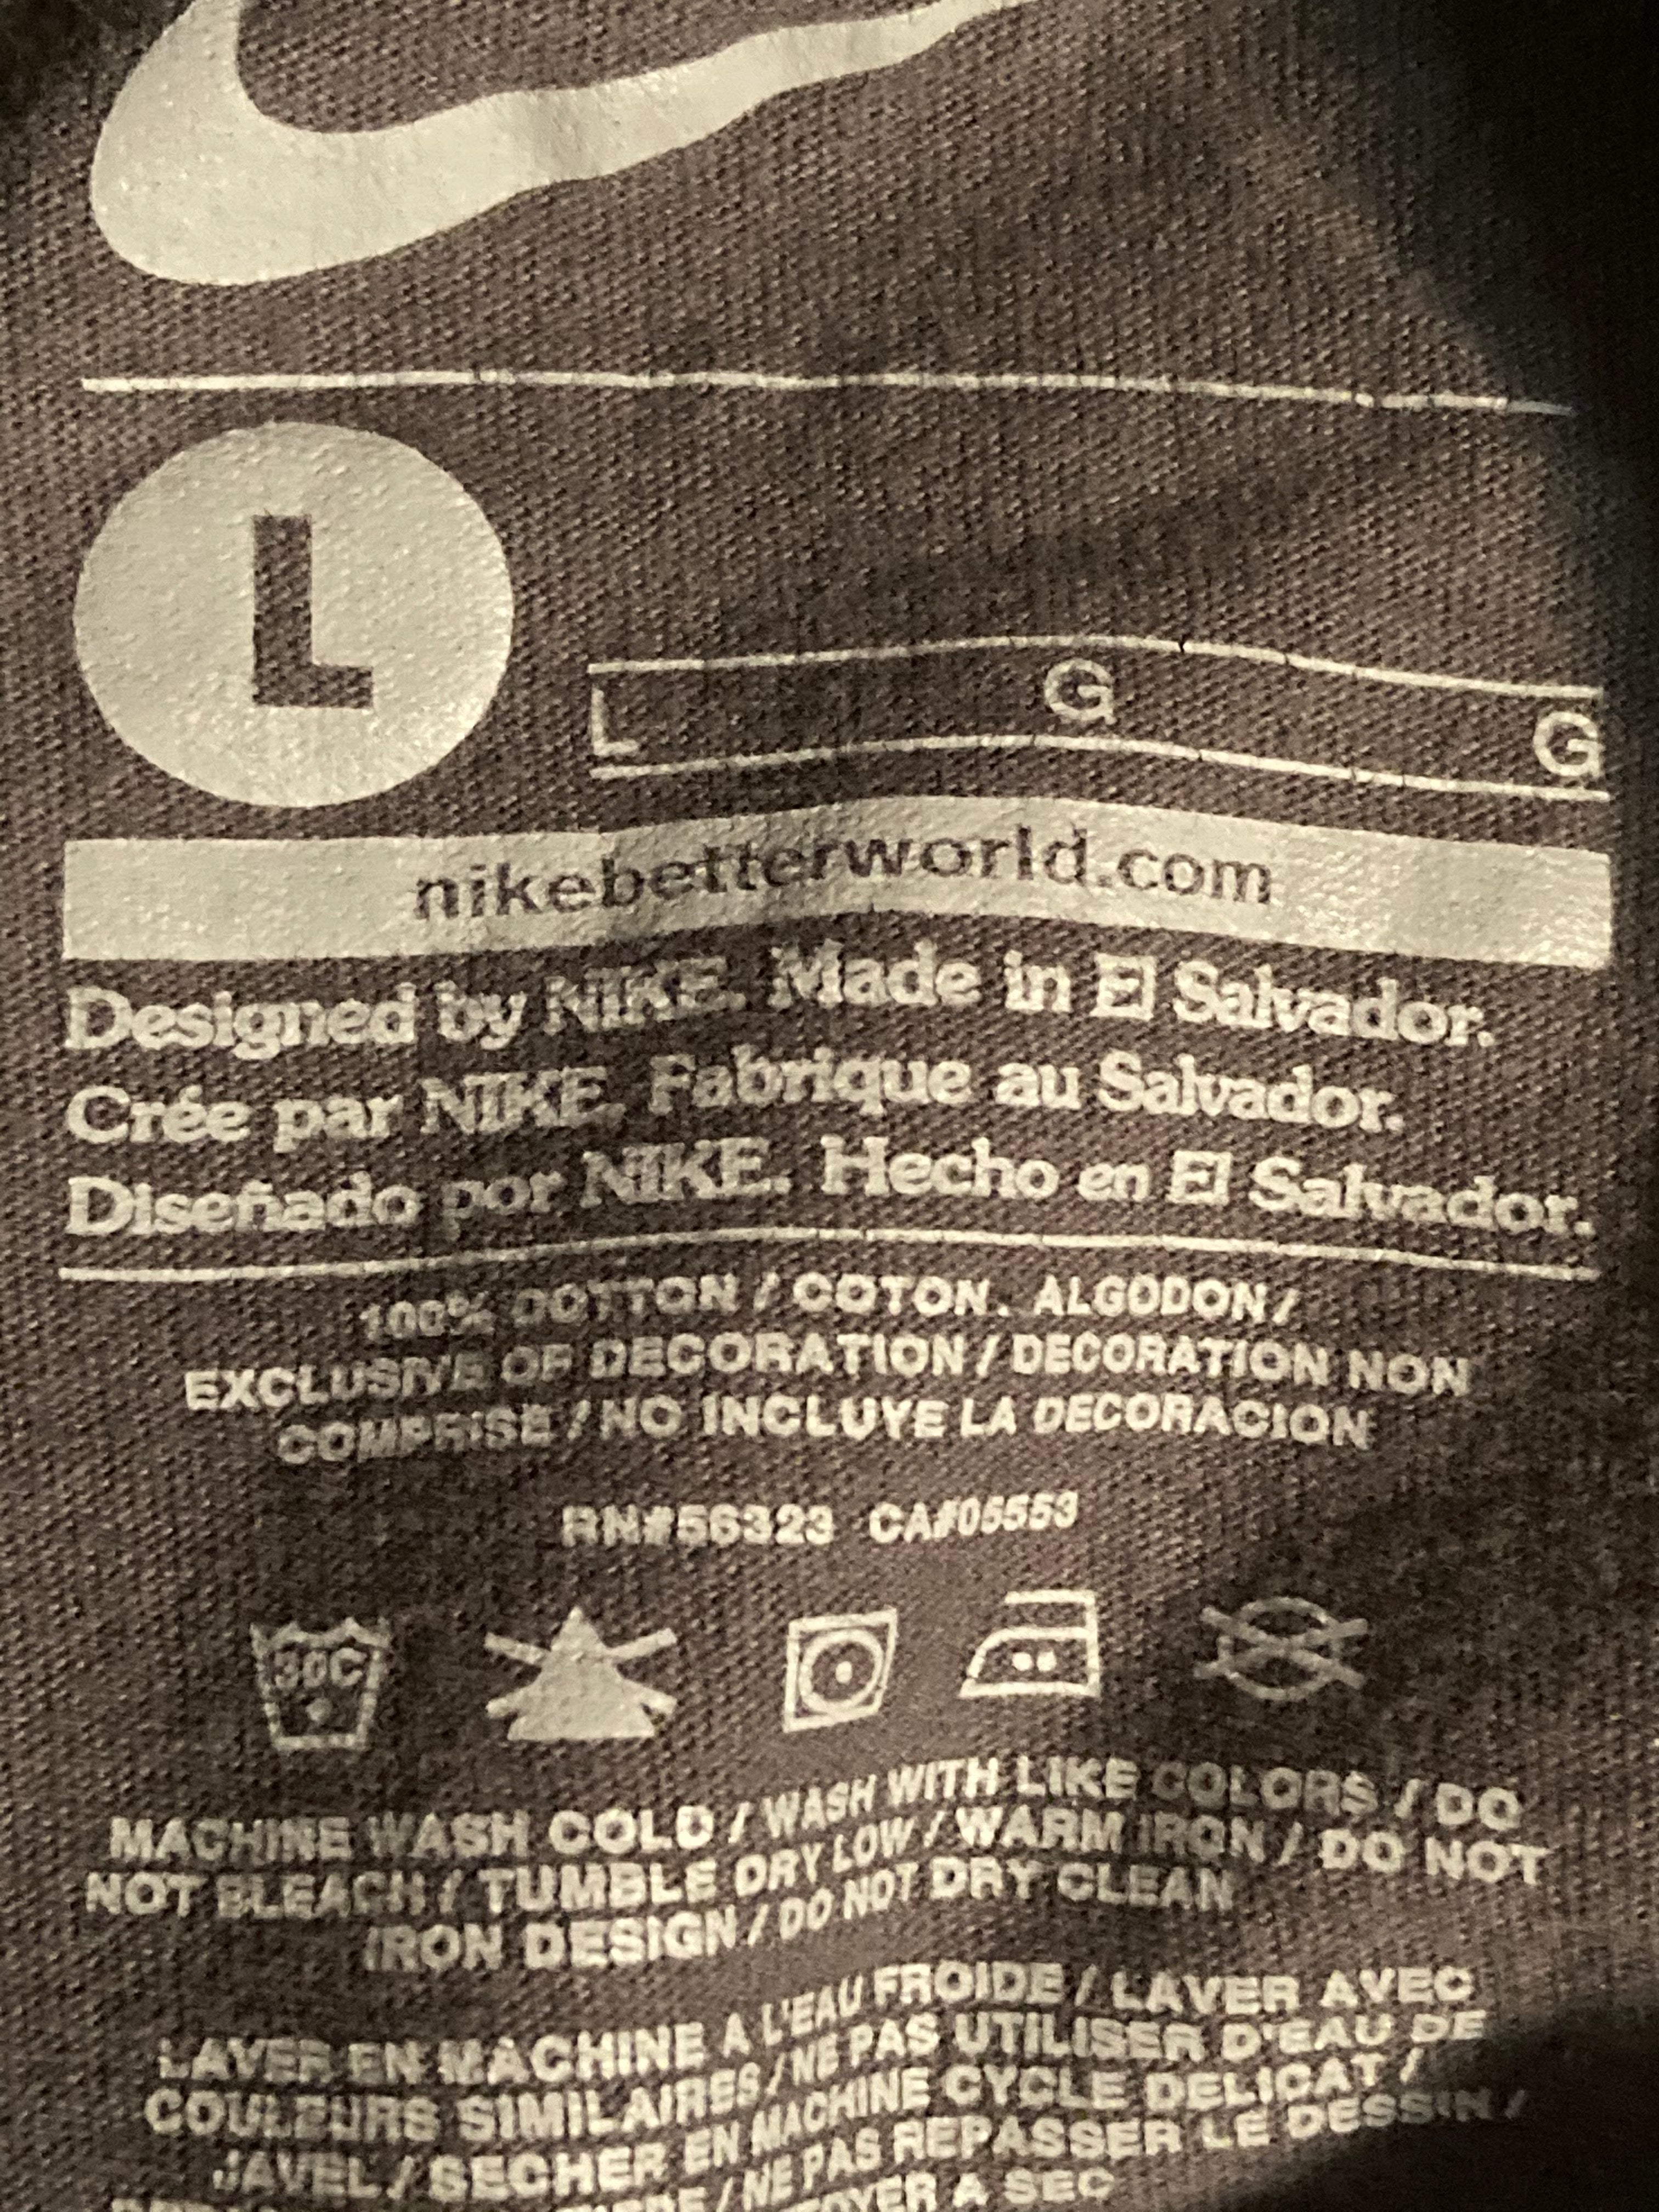 L
L G G
nikebetterworld.com
Designed by NIKE. Made in El Salvador.
Crée par NIKE. Fabrique au Salvador.
Diseñado por NIKE. Hecho en El Salvador.
100% COTTON / COTON. ALGODON /
EXCLUSIVE OF DECORATION / DECORATION NON
COMPRISE / NO INCLUYE LA DECORACION
RN#56323 CA#05553
30C
MACHINE WASH COLD / WASH WITH LIKE COLORS / DO
NOT BLEACH / TUMBLE DRY LOW / WARM IRON / DO NOT
IRON DESIGN / DO NOT DRY CLEAN
LAVER EN MACHINE A L'EAU FROIDE / LAVER AVEC
COULEURS SIMILAIRES / NE PAS UTILISER D'EAU DE
JAVEL / SECHER EN MACHINE CYCLE DELICAT /
/ NE PAS REPASSER LE DESSIN /
A SEC